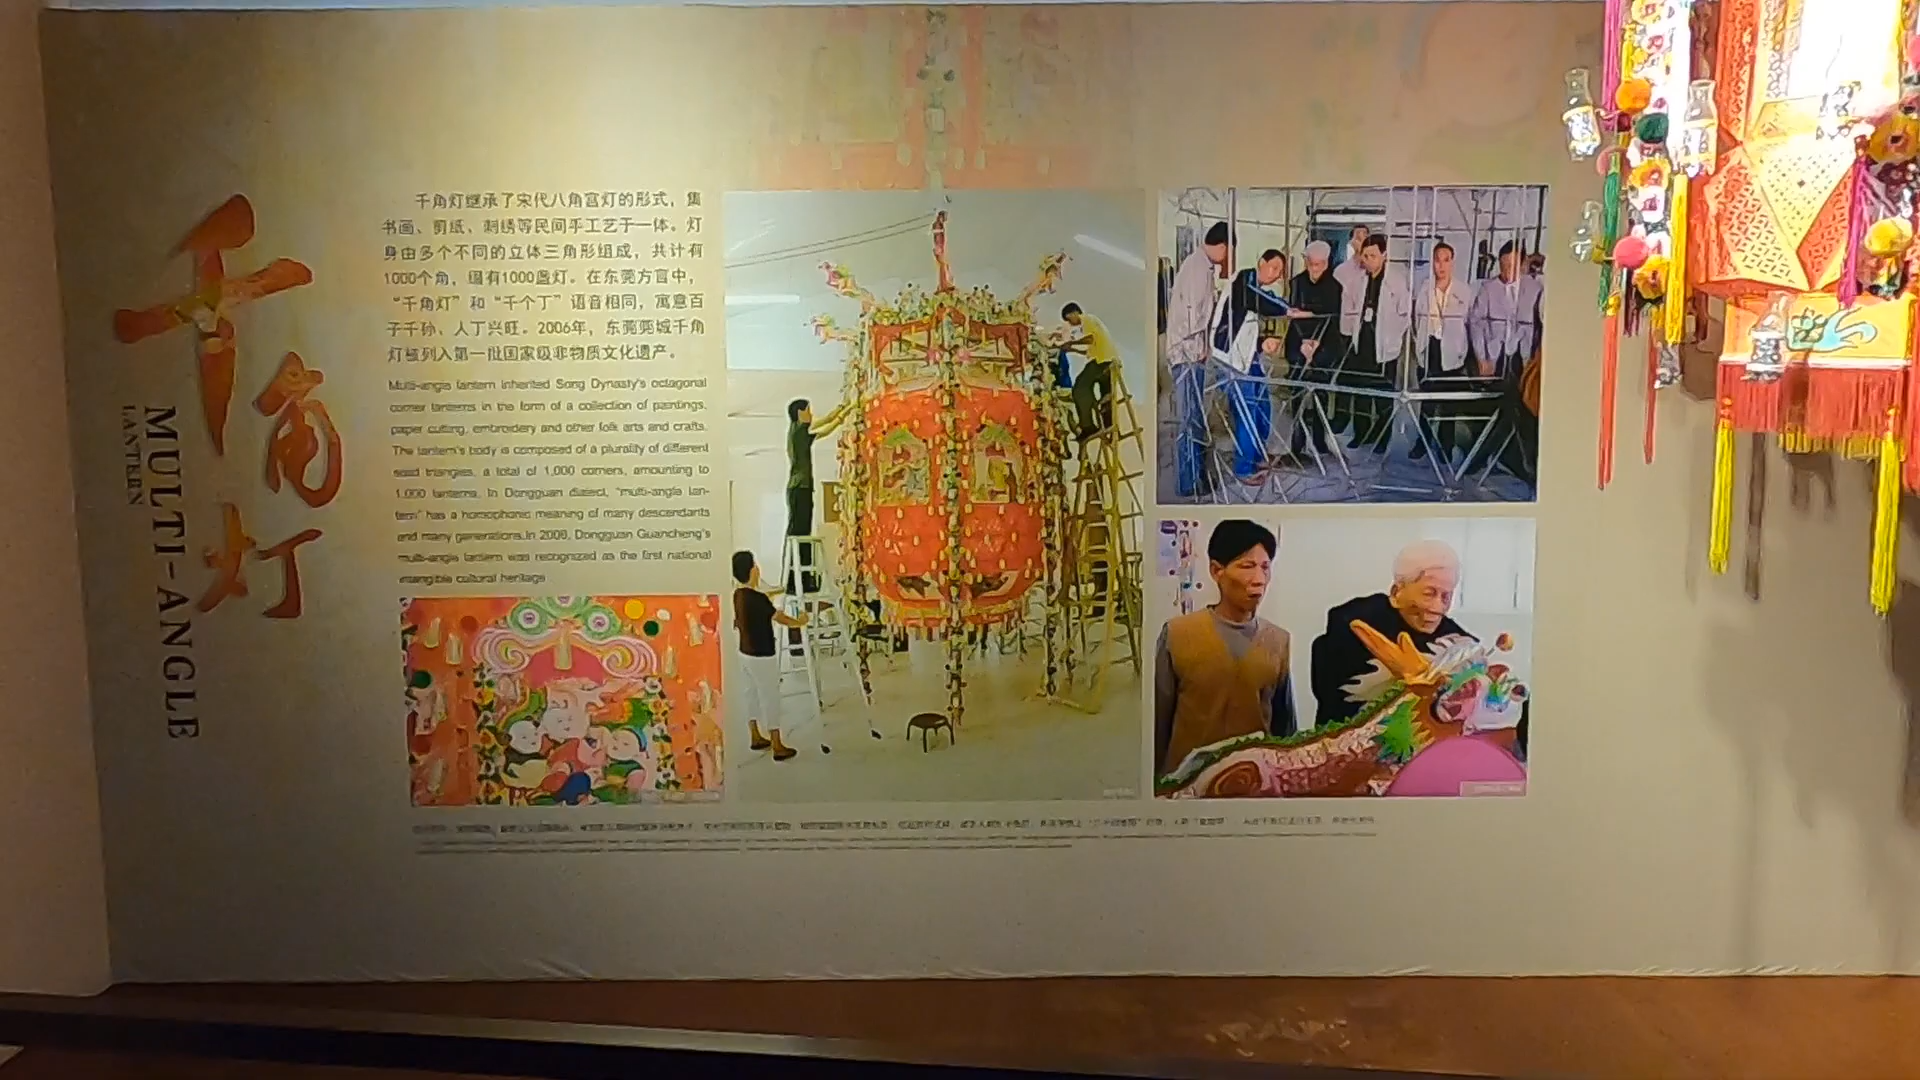 千角灯
MULTI-ANGLE
LANTERN
千角灯继承了宋代八角宫灯的形式，集
书画、剪纸、刺绣等民间手工艺于一体。灯
身由多个不同的立体三角形组成，共计有
1000个角，缀有1000盏灯。在东莞方言中，
“千角灯”和“千个丁”语音相同，寓意百
子千孙、人丁兴旺。2006年，东莞莞城千角
灯被列入第一批国家级非物质文化遗产。
Multi-angle lantern inherited Song Dynasty's octagonal
corner lanterns in the form of a collection of paintings,
paper cutting, embroidery and other folk arts and crafts.
The lantern's body is composed of a plurality of different
solid triangles, a total of 1,000 corners, amounting to
1,000 lanterns. In Dongguan dialect, "multi-angle lan-
tern" has a homophonic meaning of many descendants
and many generations.In 2006, Dongguan Guancheng's
multi-angle lantern was recognized as the first national
intangible cultural heritage